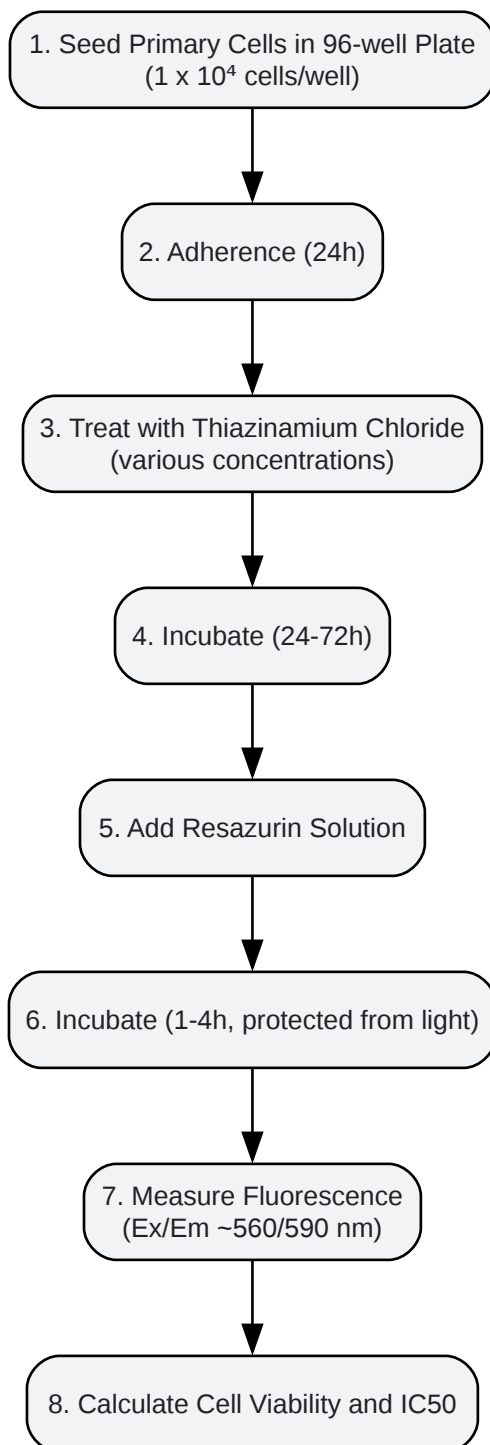 1. Seed Primary Cells in 96-well Plate
(1 x 10⁴ cells/well)
2. Adherence (24h)
3. Treat with Thiazinamium Chloride
(various concentrations)
4. Incubate (24-72h)
5. Add Resazurin Solution
6. Incubate (1-4h, protected from light)
7. Measure Fluorescence
(Ex/Em ~560/590 nm)
8. Calculate Cell Viability and IC50